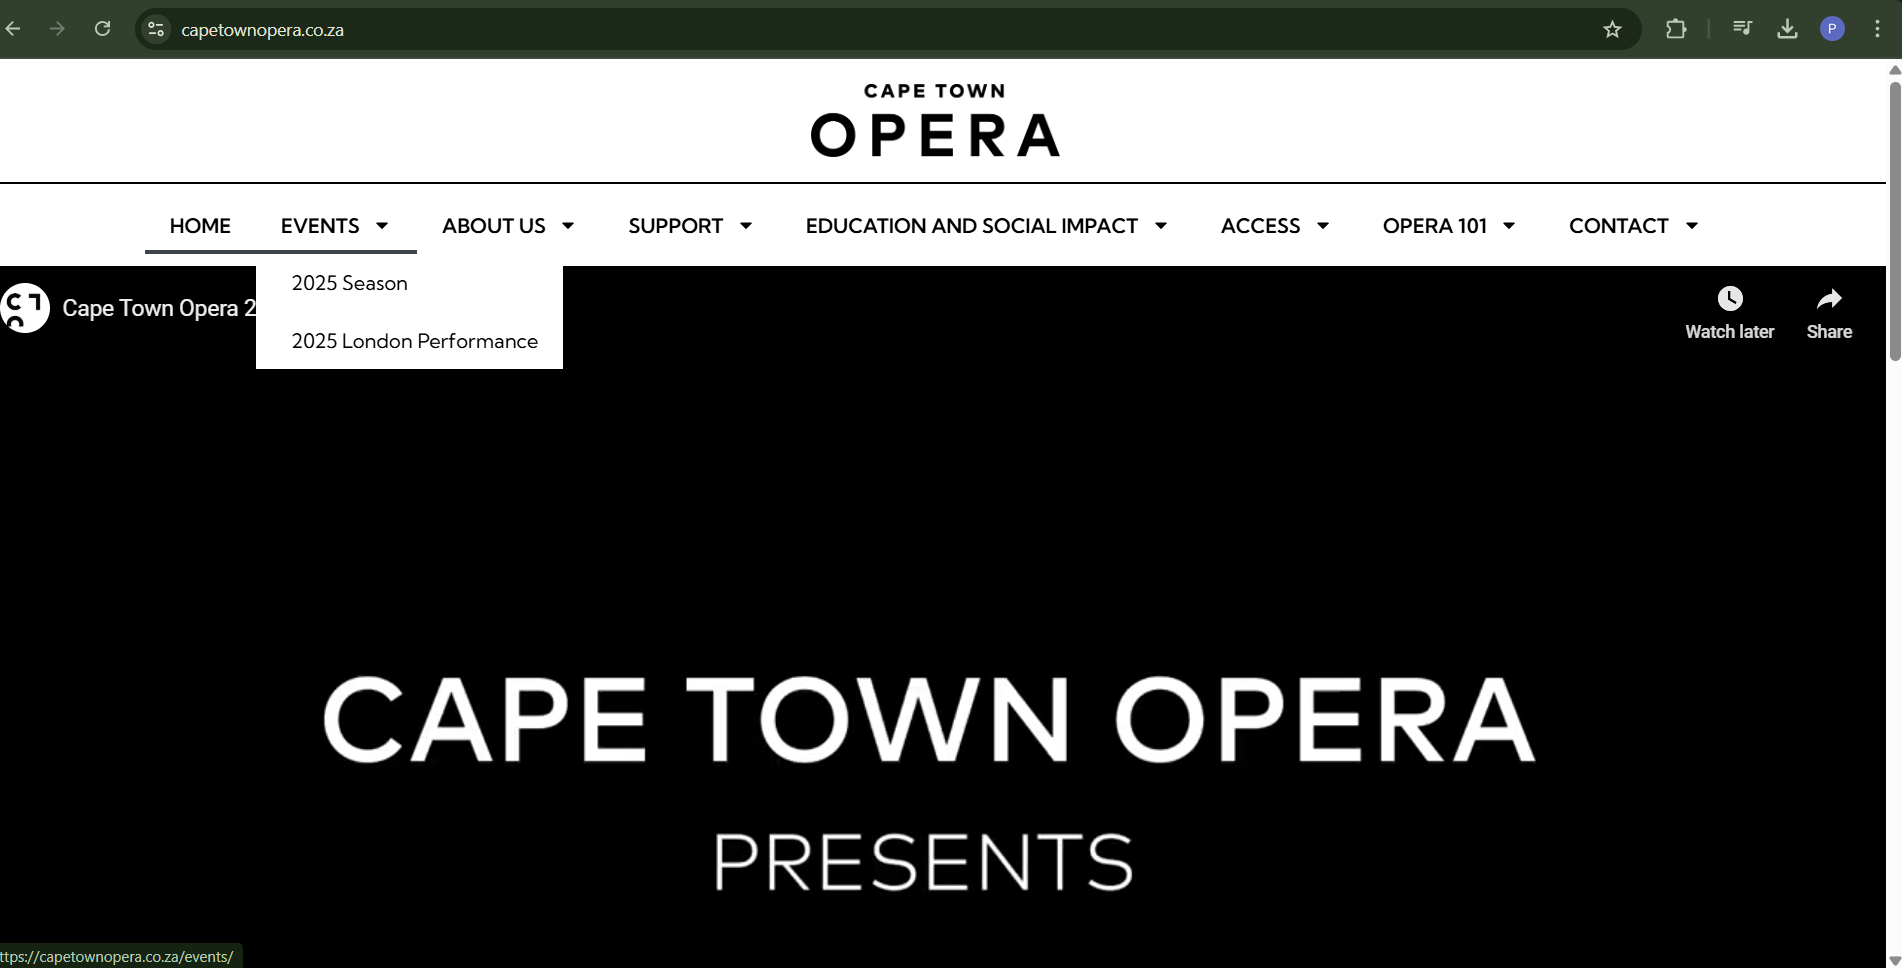 capetownopera.co.za
P
CAPE TOWN
OPERA
HOME EVENTS ABOUT US SUPPORT EDUCATION AND SOCIAL IMPACT ACCESS OPERA 101 CONTACT
2025 Season
2025 London Performance
Cape Town Opera 2
Watch later Share
CAPE TOWN OPERA
PRESENTS
ttps://capetownopera.co.za/events/